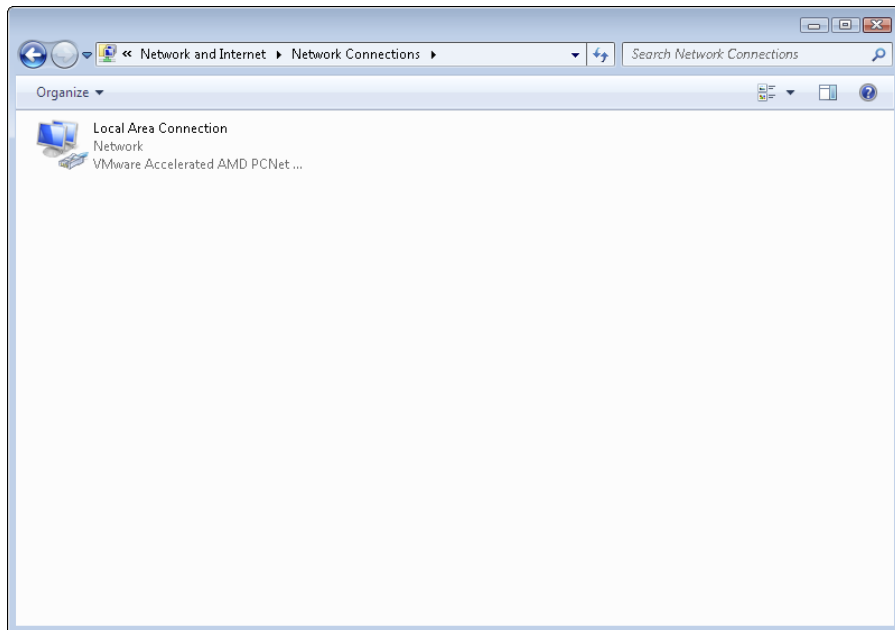 « Network and Internet ▸ Network Connections ▸
Search Network Connections
Organize
Local Area Connection
Network
VMware Accelerated AMD PCNet ...